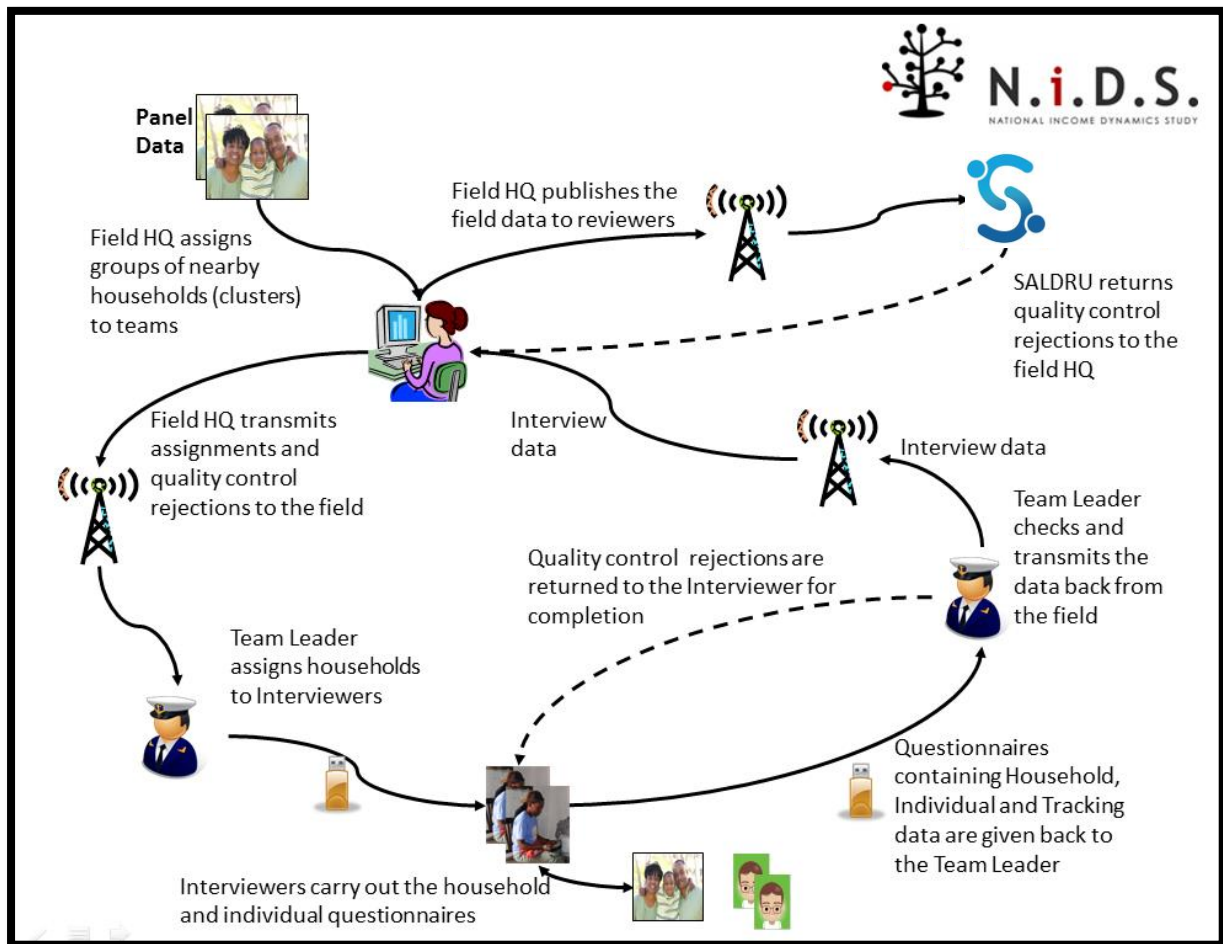 N.i.D.S.
NATIONAL INCOME DYNAMICS STUDY
Panel
Data
Field HQ publishes the
field data to reviewers
Field HQ assigns
groups of nearby
households (clusters)
to teams
SALDRU returns
quality control
rejections to the
field HQ
Field HQ transmits
assignments and
quality control
rejections to the field
Interview
data
Interview data
Team Leader
checks and
transmits the
data back from
the field
Quality control rejections are
returned to the Interviewer for
completion
Team Leader
assigns households
to Interviewers
Questionnaires
containing Household,
Individual and Tracking
data are given back to
the Team Leader
Interviewers carry out the household
and individual questionnaires